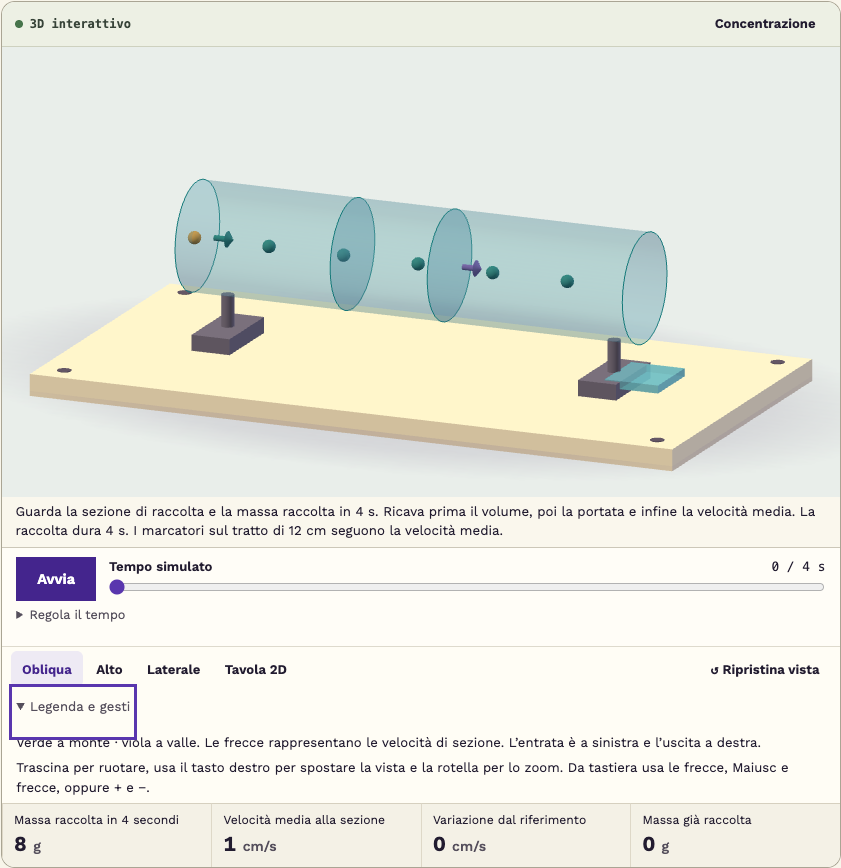 3D interattivo
Concentrazione
Guarda la sezione di raccolta e la massa raccolta in 4 s. Ricava prima il volume, poi la portata e infine la velocità media. La
raccolta dura 4 s. I marcatori sul tratto di 12 cm seguono la velocità media.
Avvia
Tempo simulato
0 / 4 s
▶ Regola il tempo
Obliqua
Alto
Laterale
Tavola 2D
↺ Ripristina vista
▼ Legenda e gesti
Verde a monte · viola a valle. Le frecce rappresentano le velocità di sezione. L’entrata è a sinistra e l’uscita a destra.
Trascina per ruotare, usa il tasto destro per spostare la vista e la rotella per lo zoom. Da tastiera usa le frecce, Maiusc e
frecce, oppure + e −.
Massa raccolta in 4 secondi
8 g
Velocità media alla sezione
1 cm/s
Variazione dal riferimento
0 cm/s
Massa già raccolta
0 g